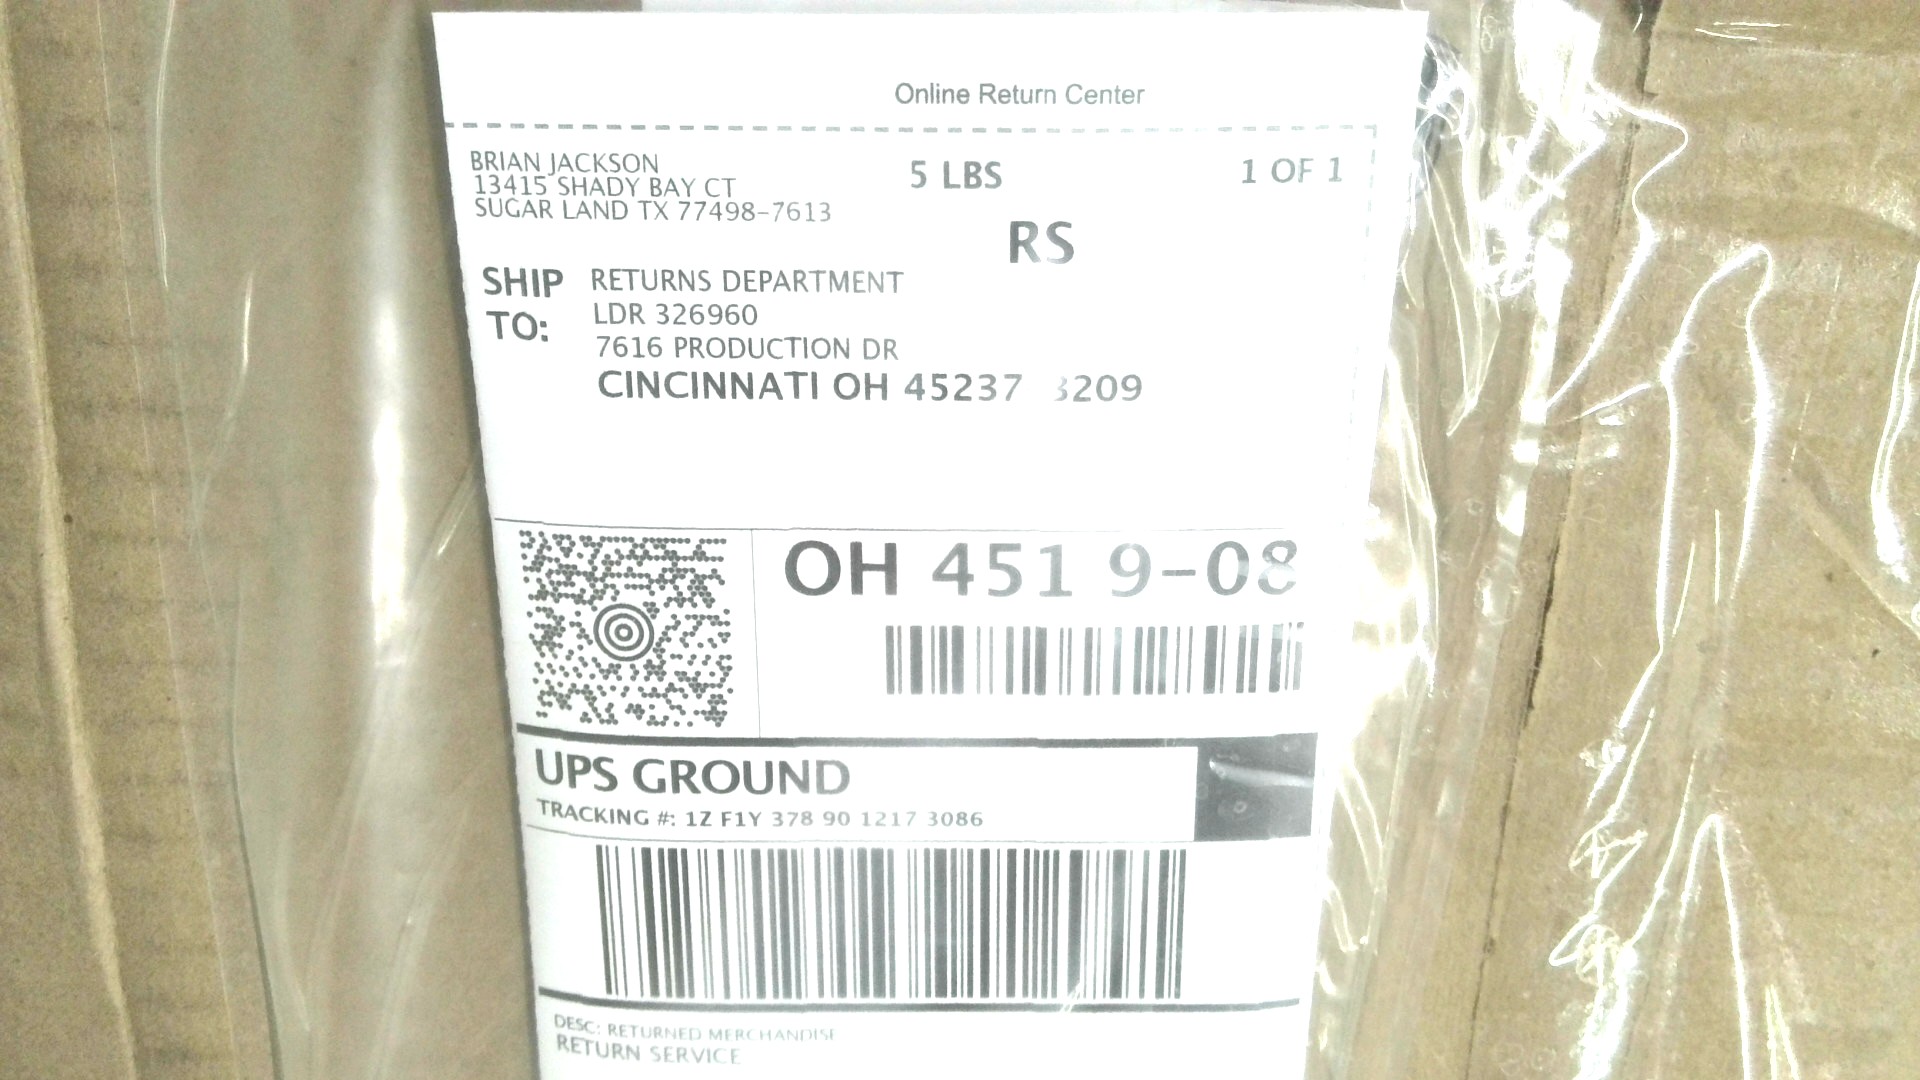 Online Return Center
BRIAN JACKSON
13415 SHADY BAY CT
SUGAR LAND TX 77498-7613
5 LBS
1 OF 1
RS
SHIP TO:
RETURNS DEPARTMENT
LDR 326960
7616 PRODUCTION DR
CINCINNATI OH 45237 3209
OH 451 9-08
UPS GROUND
TRACKING #: 1Z F1Y 378 90 1217 3086
DESC: RETURNED MERCHANDISE
RETURN SERVICE